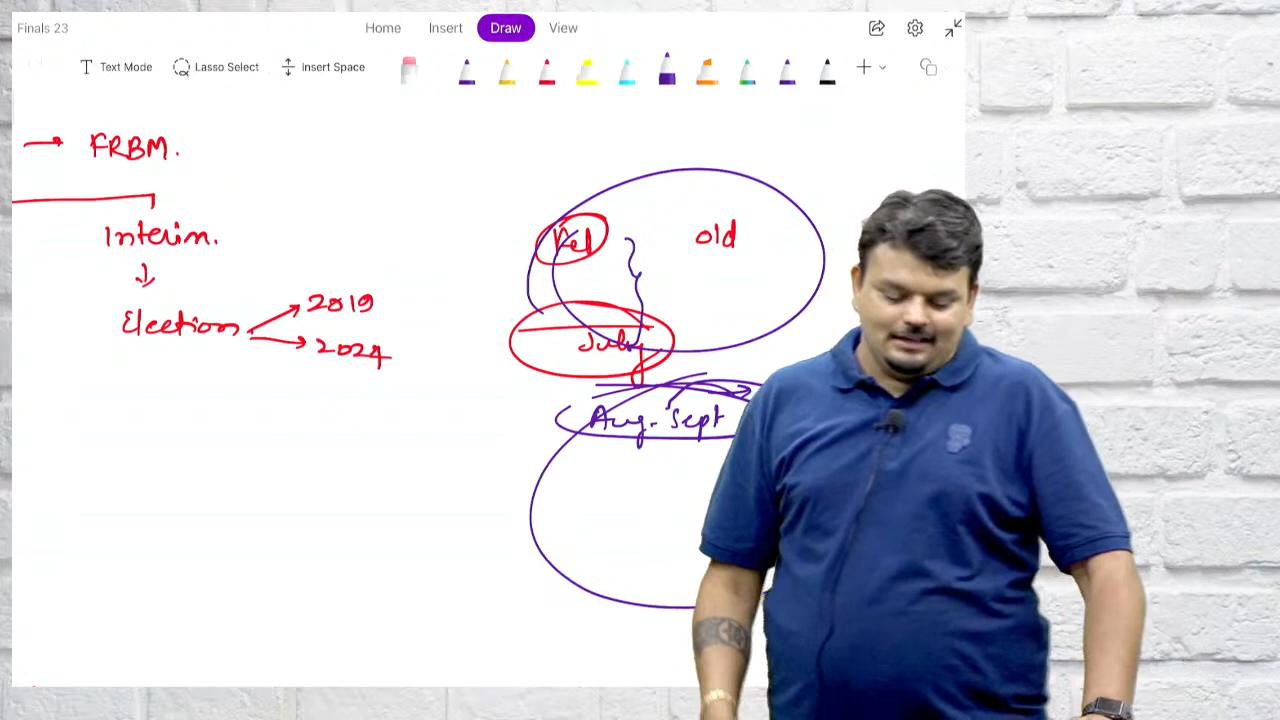 Finals 23
Home Insert Draw View
Text Mode Lasso Select Insert Space
→ FRBM.
Interim.
↓
Election → 2019
→ 2024
Feb
old
July
Aug-Sept